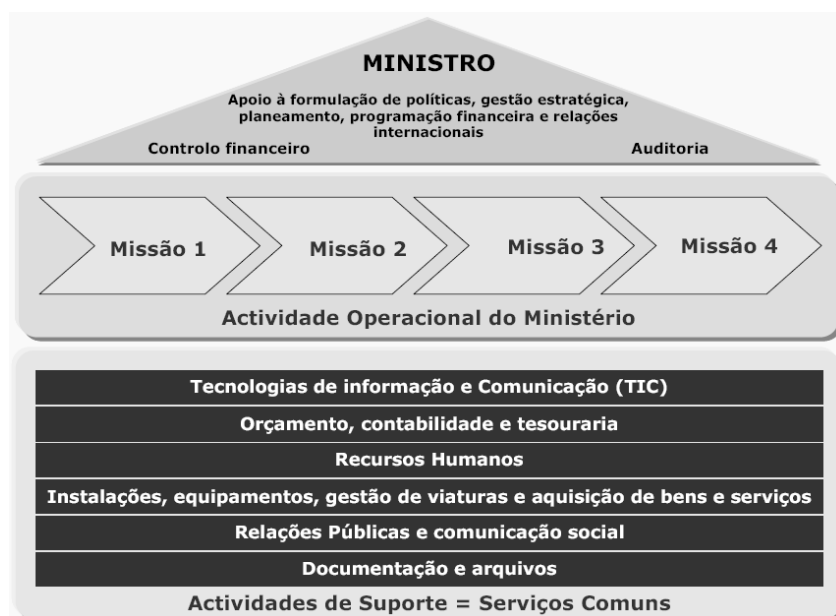 MINISTRO
Apoio à formulação de políticas, gestão estratégica,
planeamento, programação financeira e relações
internacionais
Controlo financeiro
Auditoria
Missão 1
Missão 2
Missão 3
Missão 4
Actividade Operacional do Ministério
Tecnologias de informação e Comunicação (TIC)
Orçamento, contabilidade e tesouraria
Recursos Humanos
Instalações, equipamentos, gestão de viaturas e aquisição de bens e serviços
Relações Públicas e comunicação social
Documentação e arquivos
Actividades de Suporte = Serviços Comuns